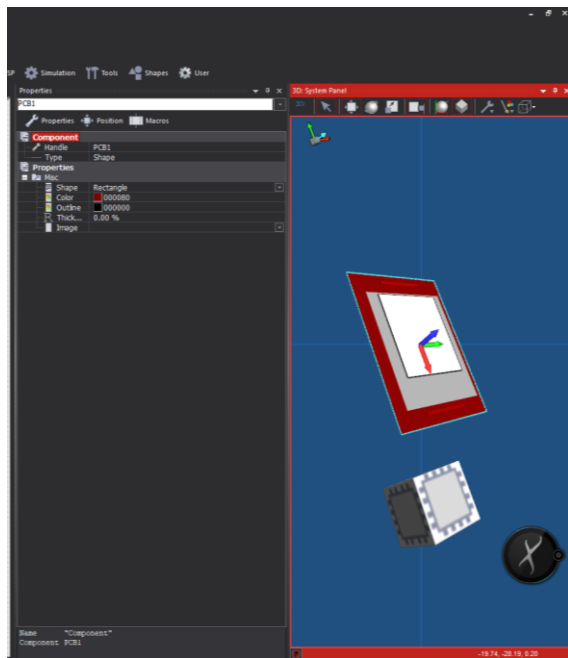 SP Simulation Tools Shapes User
Properties
PCB1
Properties Position Macros
Component
Handle PCB1
Type Shape
Properties
Misc
Shape Rectangle
Color 000080
Outline 000000
Thick... 0.00 %
Image
Name "Component"
Component PCB1
3D: System Panel
-19.74, -28.19, 0.20